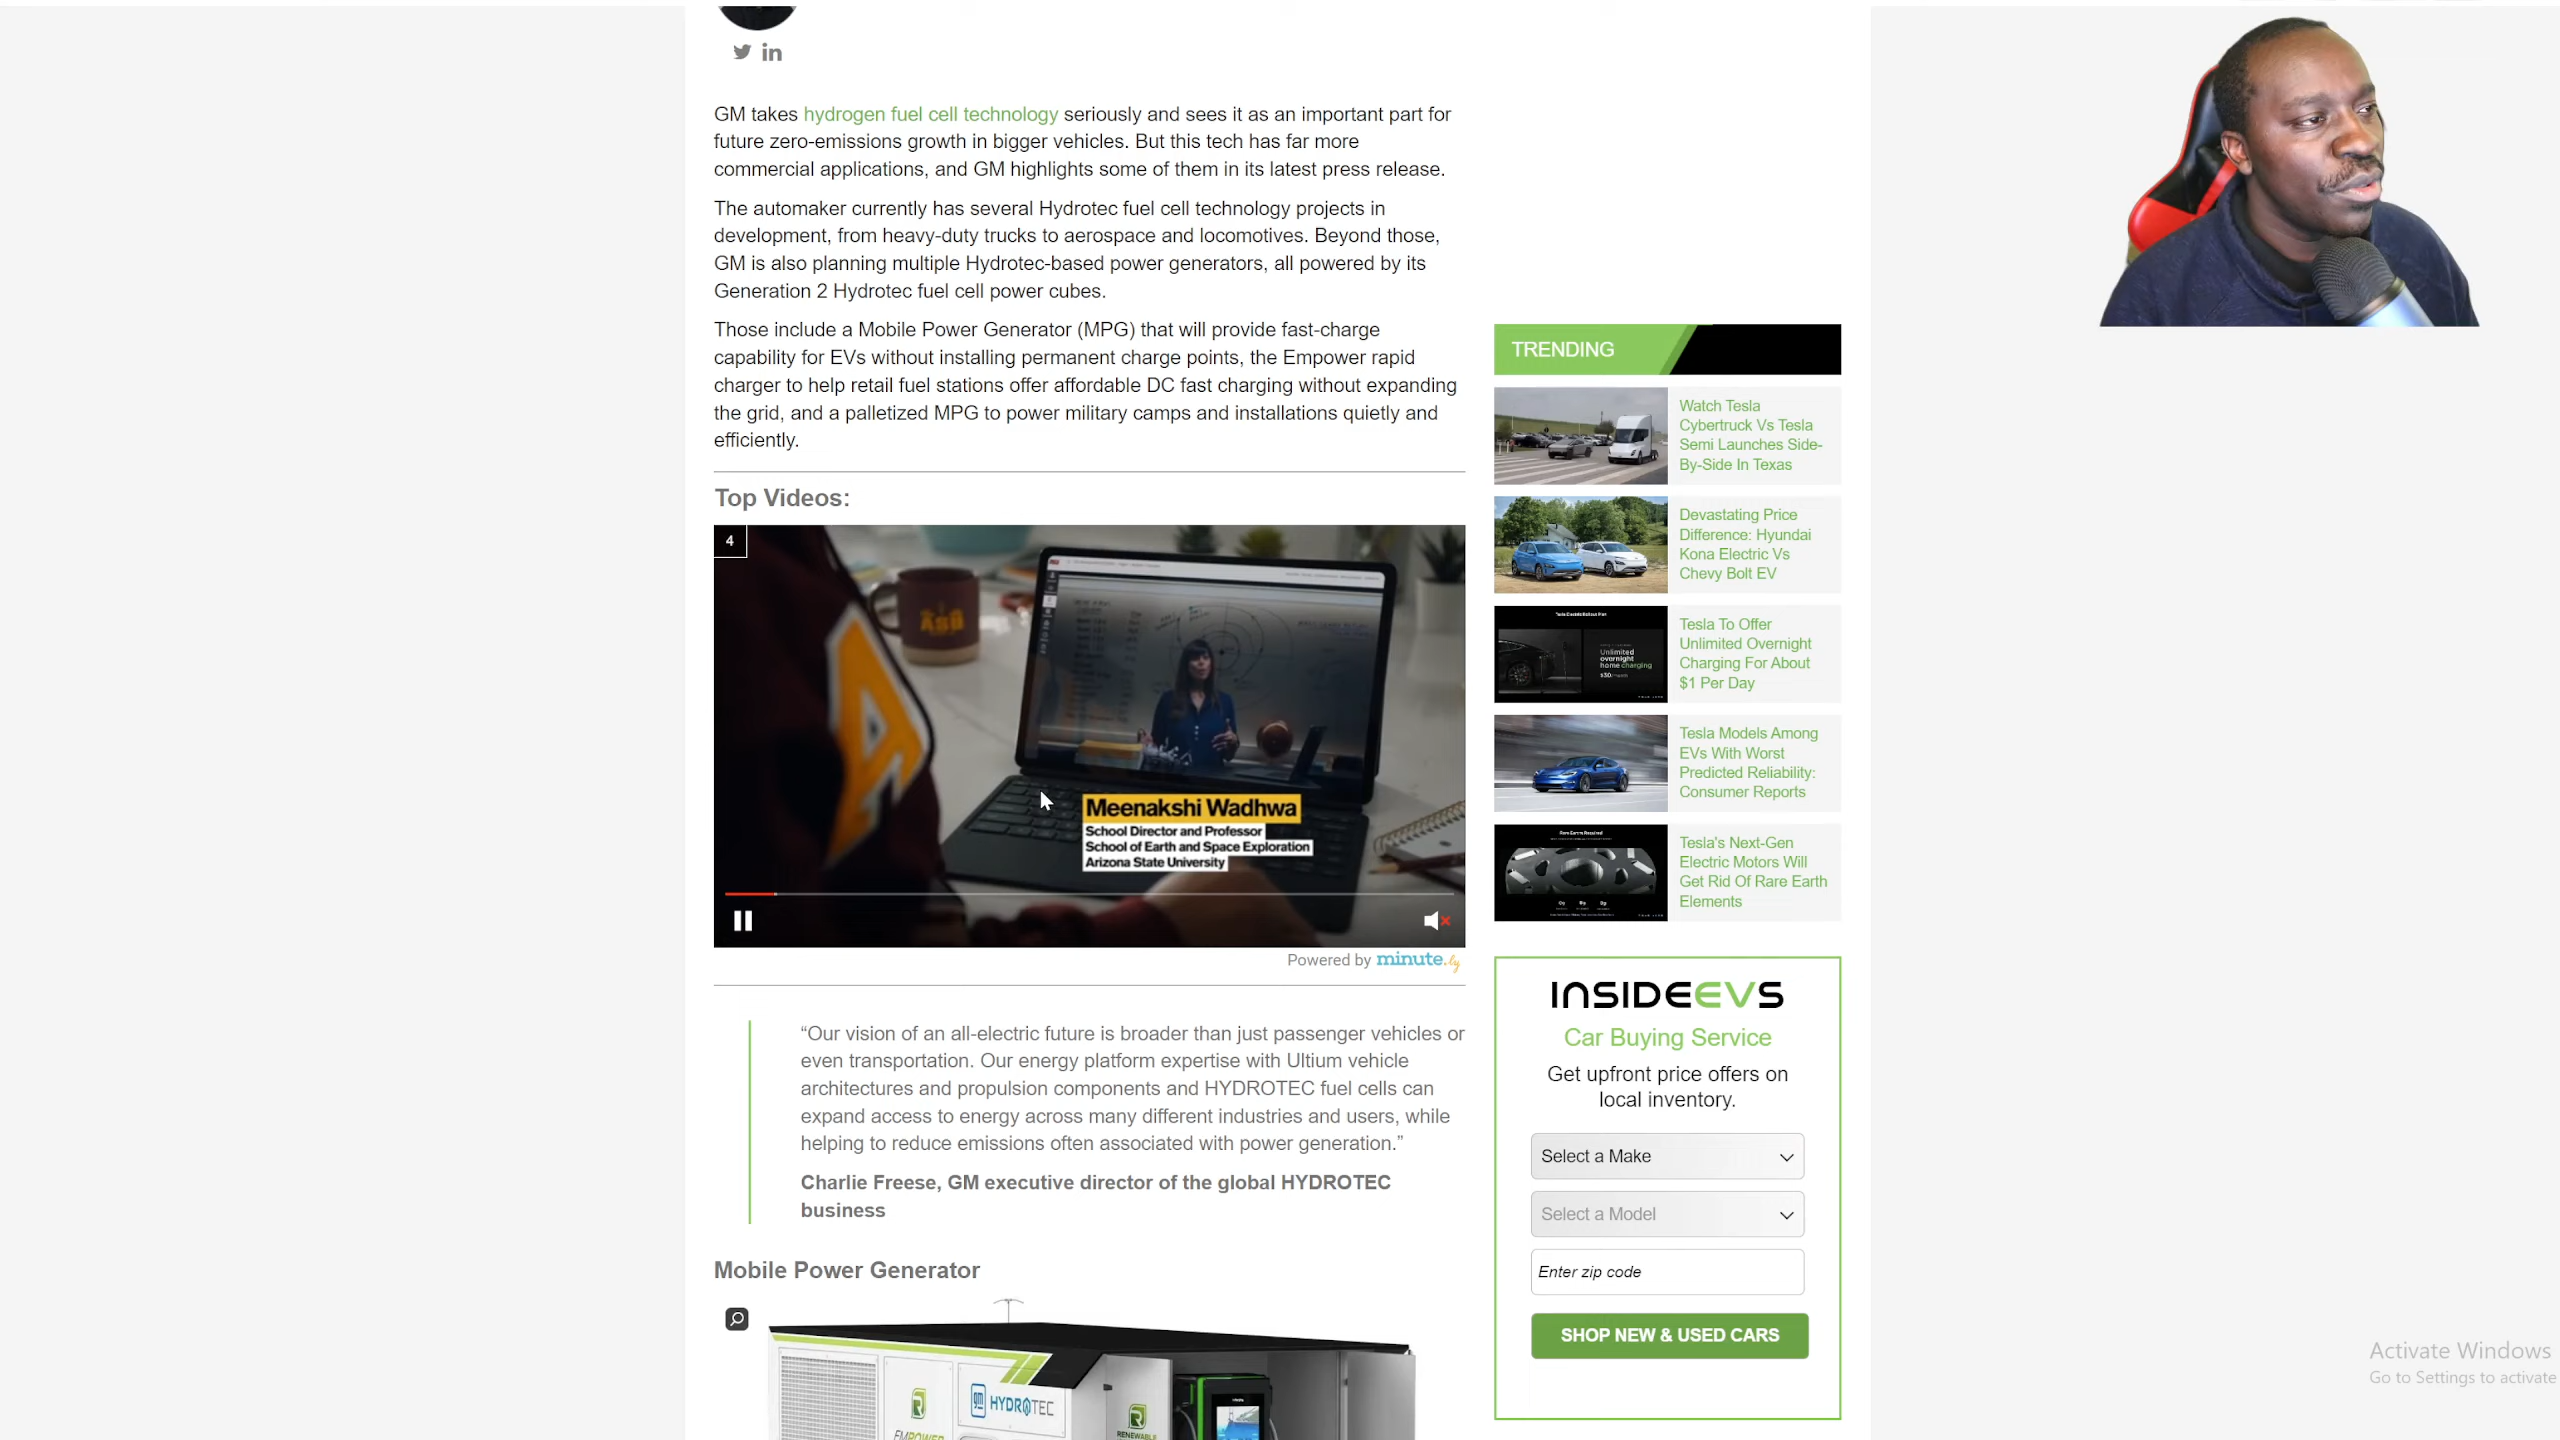 in
GM takes hydrogen fuel cell technology seriously and sees it as an important part for
future zero-emissions growth in bigger vehicles. But this tech has far more
commercial applications, and GM highlights some of them in its latest press release.
The automaker currently has several Hydrotec fuel cell technology projects in
development, from heavy-duty trucks to aerospace and locomotives. Beyond those,
GM is also planning multiple Hydrotec-based power generators, all powered by its
Generation 2 Hydrotec fuel cell power cubes.
Those include a Mobile Power Generator (MPG) that will provide fast-charge
capability for EVs without installing permanent charge points, the Empower rapid
charger to help retail fuel stations offer affordable DC fast charging without expanding
the grid, and a palletized MPG to power military camps and installations quietly and
efficiently.
Top Videos:
4
ASU
A
Meenakshi Wadhwa
School Director and Professor
School of Earth and Space Exploration
Arizona State University
Powered by minute.ly
“Our vision of an all-electric future is broader than just passenger vehicles or
even transportation. Our energy platform expertise with Ultium vehicle
architectures and propulsion components and HYDROTEC fuel cells can
expand access to energy across many different industries and users, while
helping to reduce emissions often associated with power generation.”
Charlie Freese, GM executive director of the global HYDROTEC
business
Mobile Power Generator
gm HYDROTEC
EMPOWER
RENEWABLE
TRENDING
Watch Tesla
Cybertruck Vs Tesla
Semi Launches Side-
By-Side In Texas
Devastating Price
Difference: Hyundai
Kona Electric Vs
Chevy Bolt EV
Unlimited
overnight
home charging
$30
Tesla To Offer
Unlimited Overnight
Charging For About
$1 Per Day
Tesla Models Among
EVs With Worst
Predicted Reliability:
Consumer Reports
Tesla's Next-Gen
Electric Motors Will
Get Rid Of Rare Earth
Elements
INSIDEEVS
Car Buying Service
Get upfront price offers on
local inventory.
Select a Make
Select a Model
Enter zip code
SHOP NEW & USED CARS
Activate Windows
Go to Settings to activate